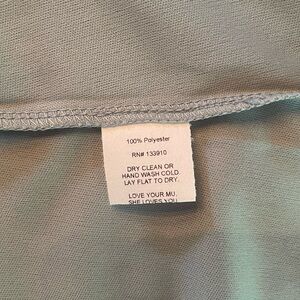 100% Polyester
RN# 133910
DRY CLEAN OR
HAND WASH COLD.
LAY FLAT TO DRY.
LOVE YOUR MU.
SHE LOVES YOU